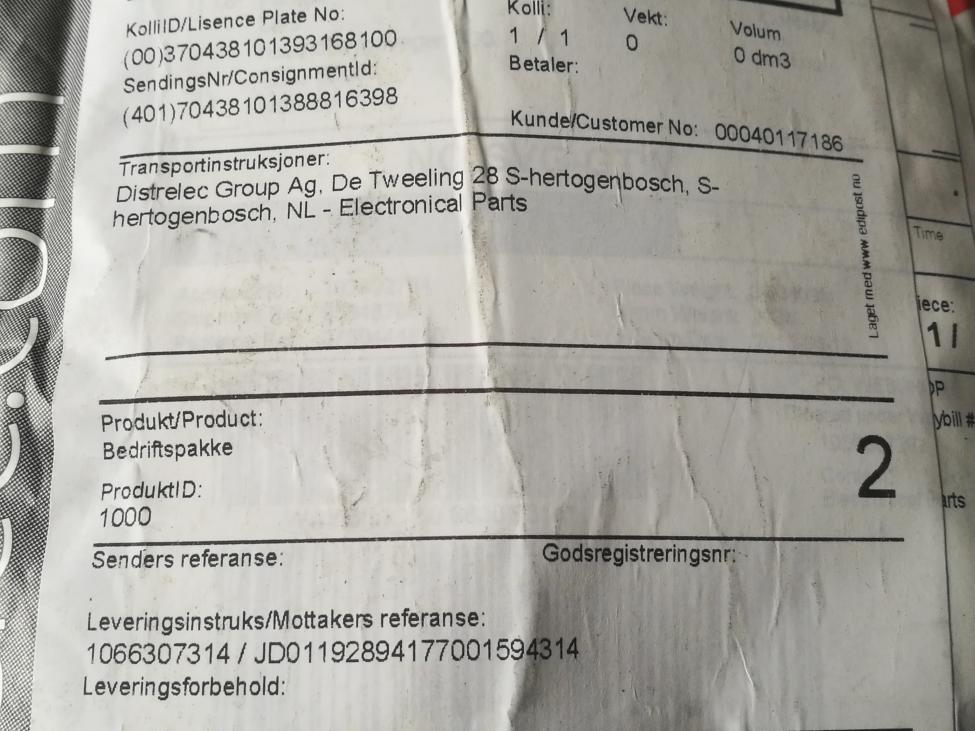 KolliID/Lisence Plate No:
(00)370438101393168100
SendingsNr/ConsignmentId:
(401)70438101388816398
Kolli:
1 / 1
Vekt:
0
Volum
0 dm3
Betaler:
Kunde/Customer No: 00040117186
Transportinstruksjoner:
Distrelec Group Ag, De Tweeling 28 S-hertogenbosch, S-
hertogenbosch, NL - Electronical Parts
Laget med www edipost no
Produkt/Product:
Bedriftspakke
2
ProduktID:
1000
Senders referanse:
Godsregistreringsnr:
Leveringsinstruks/Mottakers referanse:
1066307314 / JD01192894177001594314
Leveringsforbehold:
Time
iece:
1 /
ybill #
arts